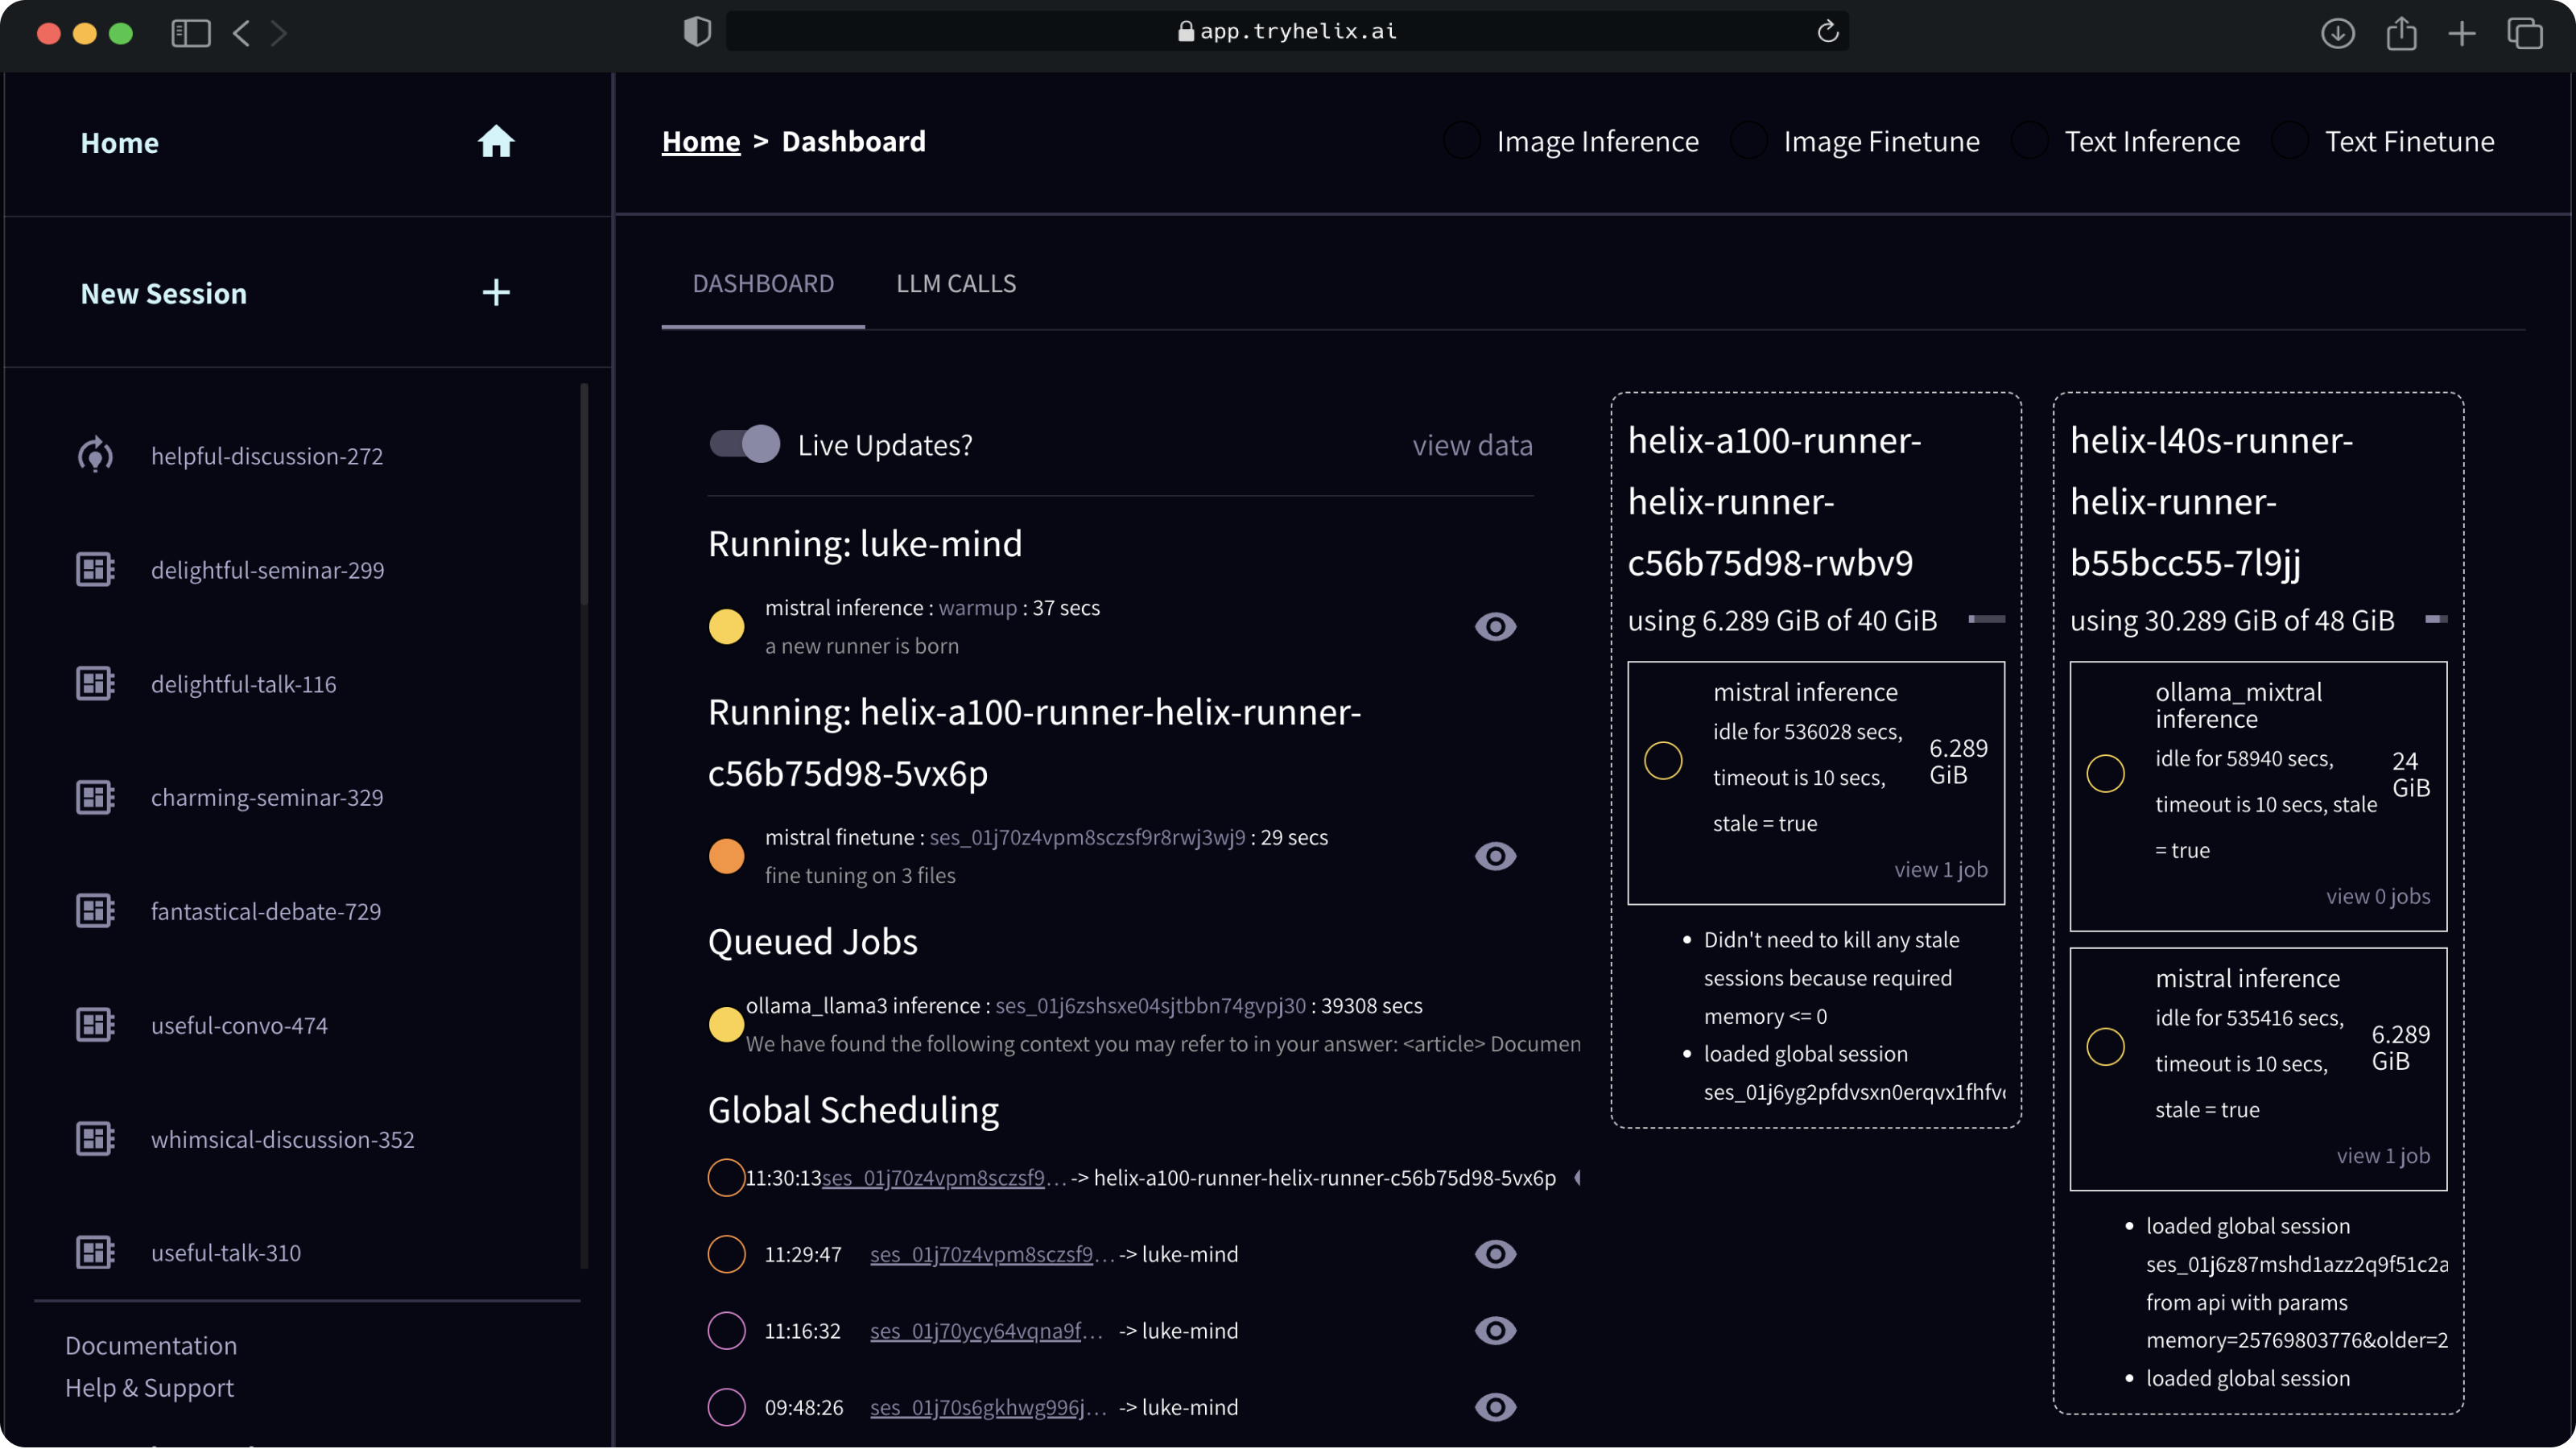 app.tryhelix.ai
Home
New Session
helpful-discussion-272
delightful-seminar-299
delightful-talk-116
charming-seminar-329
fantastical-debate-729
useful-convo-474
whimsical-discussion-352
useful-talk-310
Documentation
Help & Support
Home > Dashboard
Image Inference
Image Finetune
Text Inference
Text Finetune
DASHBOARD
LLM CALLS
Live Updates?
view data
Running: luke-mind
mistral inference : warmup : 37 secs
a new runner is born
Running: helix-a100-runner-helix-runner-
c56b75d98-5vx6p
mistral finetune : ses_01j70z4vpm8sczsf9r8rwj3wj9 : 29 secs
fine tuning on 3 files
Queued Jobs
ollama_llama3 inference : ses_01j6zshsxe04sjtbbn74gvpj30 : 39308 secs
We have found the following context you may refer to in your answer: <article> Documen
Global Scheduling
11:30:13 ses_01j70z4vpm8sczsf9... -> helix-a100-runner-helix-runner-c56b75d98-5vx6p
11:29:47 ses_01j70z4vpm8sczsf9... -> luke-mind
11:16:32 ses_01j70ycy64vqna9f... -> luke-mind
09:48:26 ses_01j70s6gkhwg996j... -> luke-mind
helix-a100-runner-
helix-runner-
c56b75d98-rwbv9
using 6.289 GiB of 40 GiB
mistral inference
idle for 536028 secs,
timeout is 10 secs,
stale = true
6.289
GiB
view 1 job
• Didn't need to kill any stale
sessions because required
memory <= 0
• loaded global session
ses_01j6yg2pfdvsxn0erqvx1fhfv
helix-l40s-runner-
helix-runner-
b55bcc55-7l9jj
using 30.289 GiB of 48 GiB
ollama_mixtral
inference
idle for 58940 secs,
timeout is 10 secs, stale
= true
24
GiB
view 0 jobs
mistral inference
idle for 535416 secs,
timeout is 10 secs,
stale = true
6.289
GiB
view 1 job
• loaded global session
ses_01j6z87mshd1azz2q9f51c2a
from api with params
memory=25769803776&older=2
• loaded global session